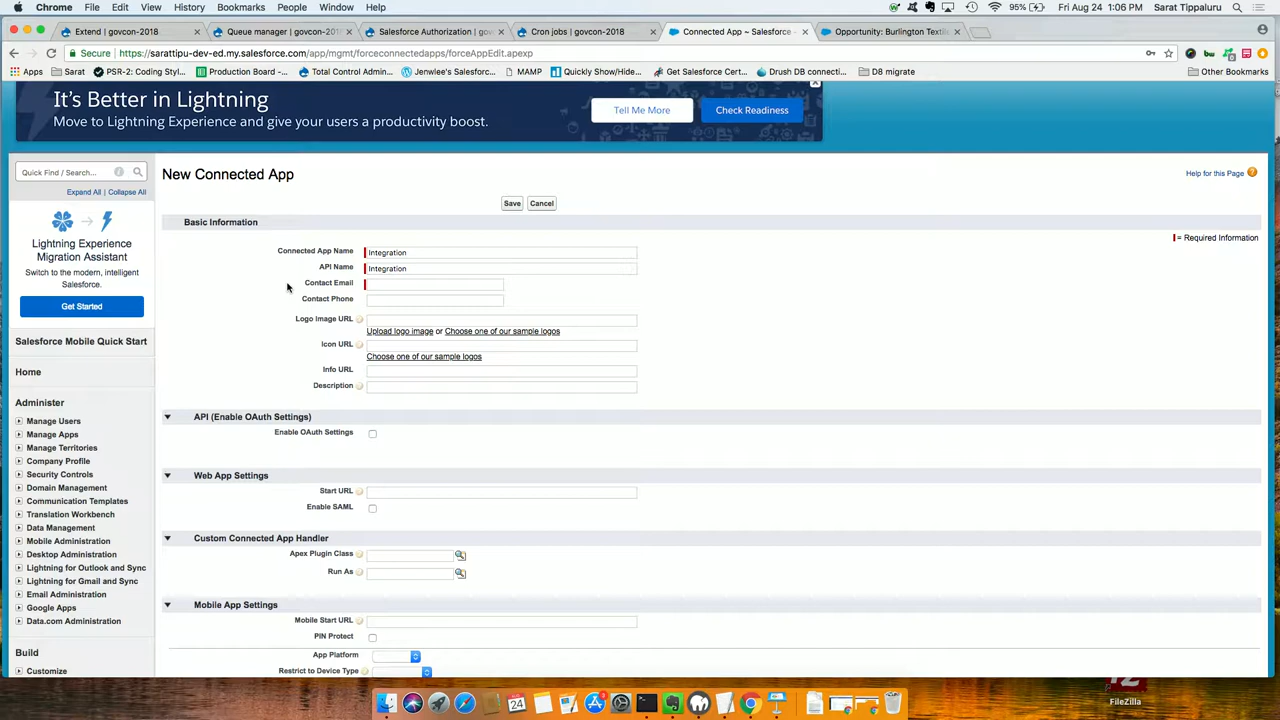 Chrome File Edit View History Bookmarks People Window Help 95% Fri Aug 24 1:06 PM Sarat Tippaluru
Extend | govcon-2018 Queue manager | govcon-2018 Salesforce Authorization | govc Cron jobs | govcon-2018 Connected App ~ Salesforce - Opportunity: Burlington Textile
Secure https://sarattipu-dev-ed.my.salesforce.com/app/mgmt/forceconnectedapps/forceAppEdit.apexp
Apps Sarat PSR-2: Coding Styl... Production Board -... Total Control Admin... Jenwlee's Salesforc... MAMP Quickly Show/Hide... Get Salesforce Cert... Drush DB connecti... D8 migrate Other Bookmarks
It's Better in Lightning
Move to Lightning Experience and give your users a productivity boost.
Tell Me More Check Readiness
Quick Find / Search...
Expand All | Collapse All
Lightning Experience
Migration Assistant
Switch to the modern, intelligent
Salesforce.
Get Started
Salesforce Mobile Quick Start
Home
Administer
Manage Users
Manage Apps
Manage Territories
Company Profile
Security Controls
Domain Management
Communication Templates
Translation Workbench
Data Management
Mobile Administration
Desktop Administration
Lightning for Outlook and Sync
Lightning for Gmail and Sync
Email Administration
Google Apps
Data.com Administration
Build
Customize
New Connected App
Help for this Page
Save Cancel
Basic Information
= Required Information
Connected App Name Integration
API Name Integration
Contact Email
Contact Phone
Logo Image URL
Upload logo image or Choose one of our sample logos
Icon URL
Choose one of our sample logos
Info URL
Description
API (Enable OAuth Settings)
Enable OAuth Settings
Web App Settings
Start URL
Enable SAML
Custom Connected App Handler
Apex Plugin Class
Run As
Mobile App Settings
Mobile Start URL
PIN Protect
App Platform
Restrict to Device Type
24
FileZilla